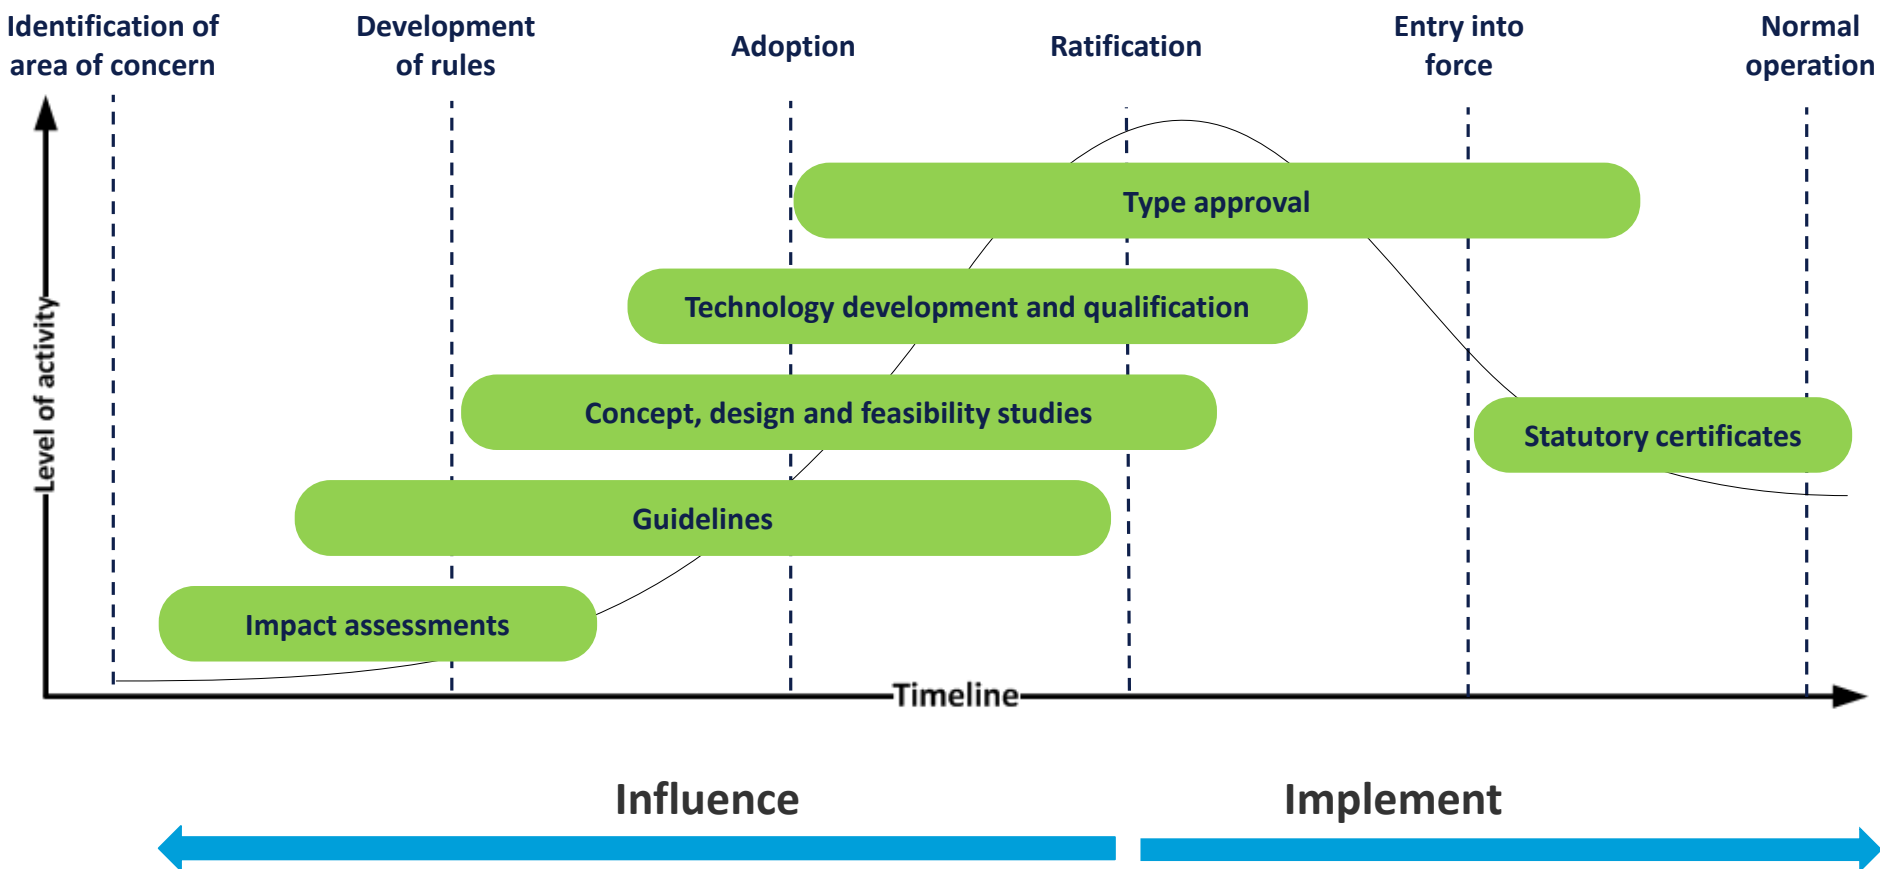 Identification of
area of concern
Development
of rules
Adoption
Ratification
Entry into
force
Normal
operation
Level of activity
Type approval
Technology development and qualification
Concept, design and feasibility studies
Statutory certificates
Guidelines
Impact assessments
Timeline
Influence
Implement